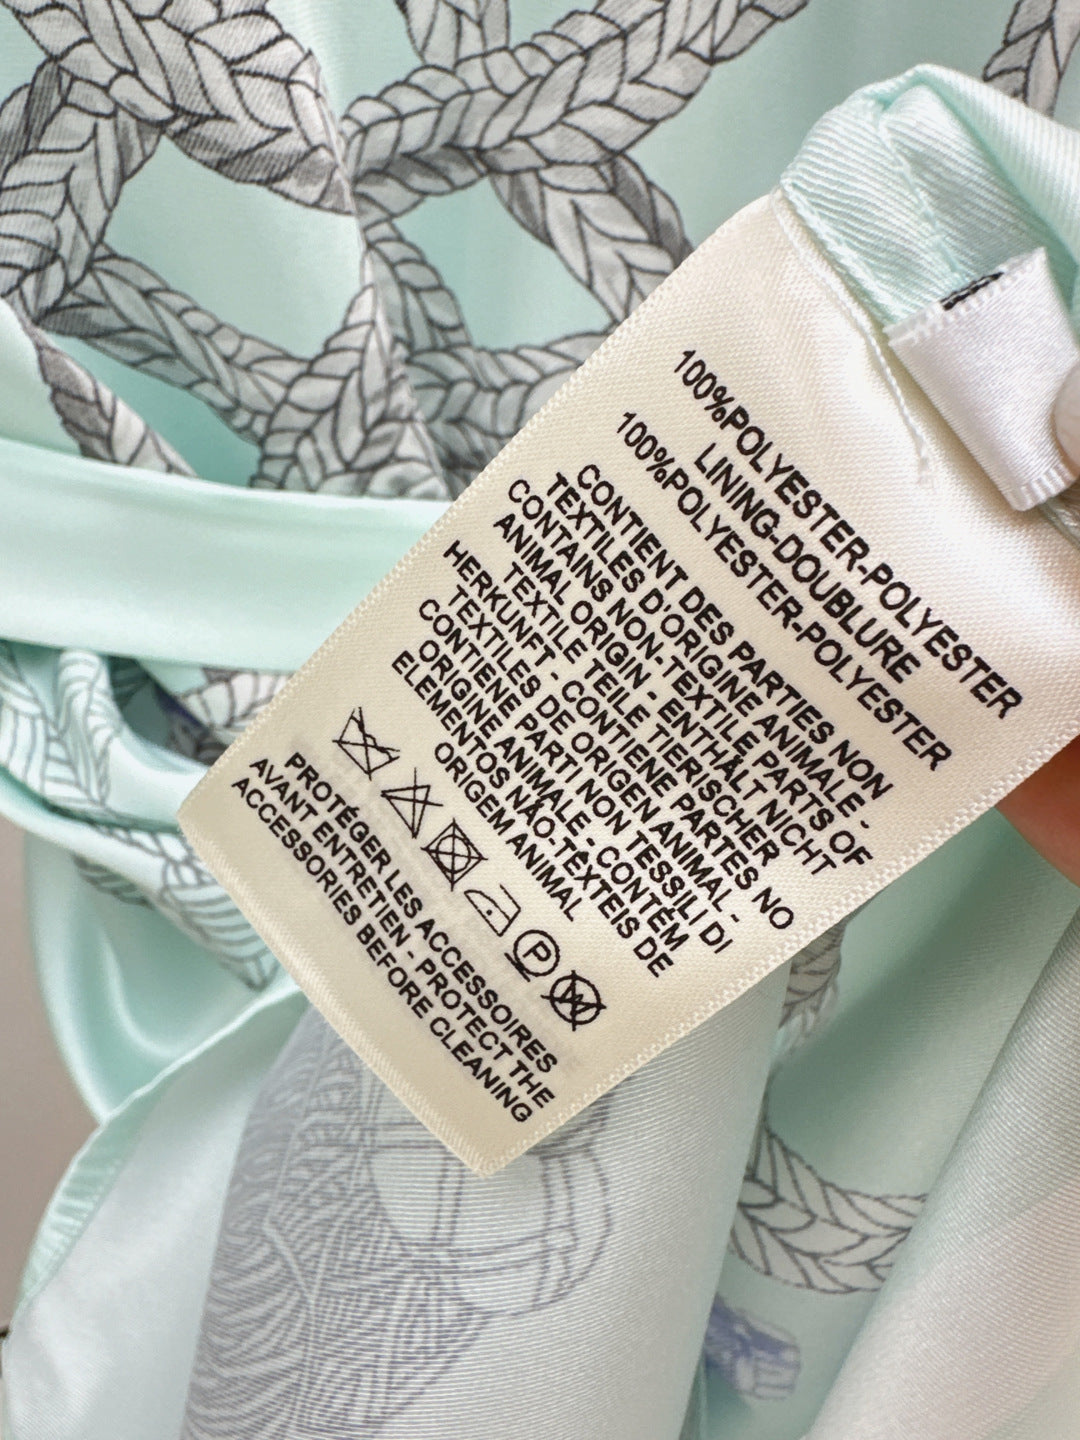 100%POLYESTER-POLYESTER
LINING-DOUBLURE
100%POLYESTER-POLYESTER
CONTIENT DES PARTIES NON
TEXTILES D'ORIGINE ANIMALE -
CONTAINS NON-TEXTILE PARTS OF
ANIMAL ORIGIN - ENTHÄLT NICHT
TEXTILE TEILE TIERISCHER
HERKUNFT - CONTIENE PARTES NO
TEXTILES DE ORIGEN ANIMAL -
CONTIENE PARTI NON TESSILI DI
ORIGINE ANIMALE - CONTÉM
ELEMENTOS NÃO-TÊXTEIS DE
ORIGEM ANIMAL
P W
PROTÉGER LES ACCESSOIRES
AVANT ENTRETIEN - PROTECT THE
ACCESSORIES BEFORE CLEANING